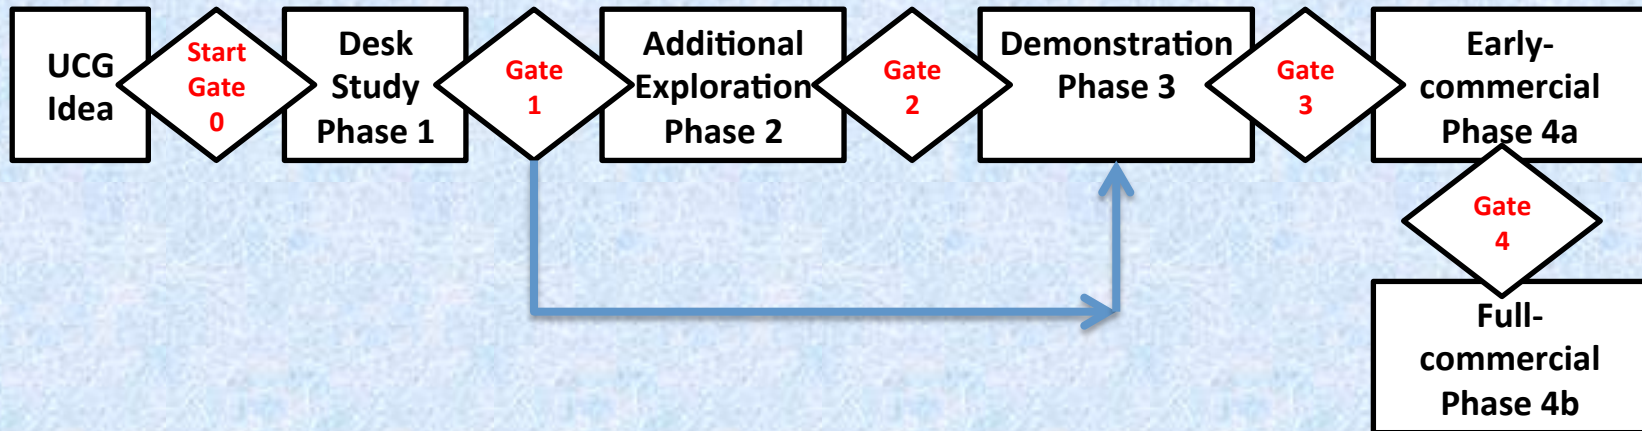 UCG
Idea
Start
Gate
0
Desk
Study
Phase 1
Gate
1
Additional
Exploration
Phase 2
Gate
2
Demonstration
Phase 3
Gate
3
Early-
commercial
Phase 4a
Gate
4
Full-
commercial
Phase 4b